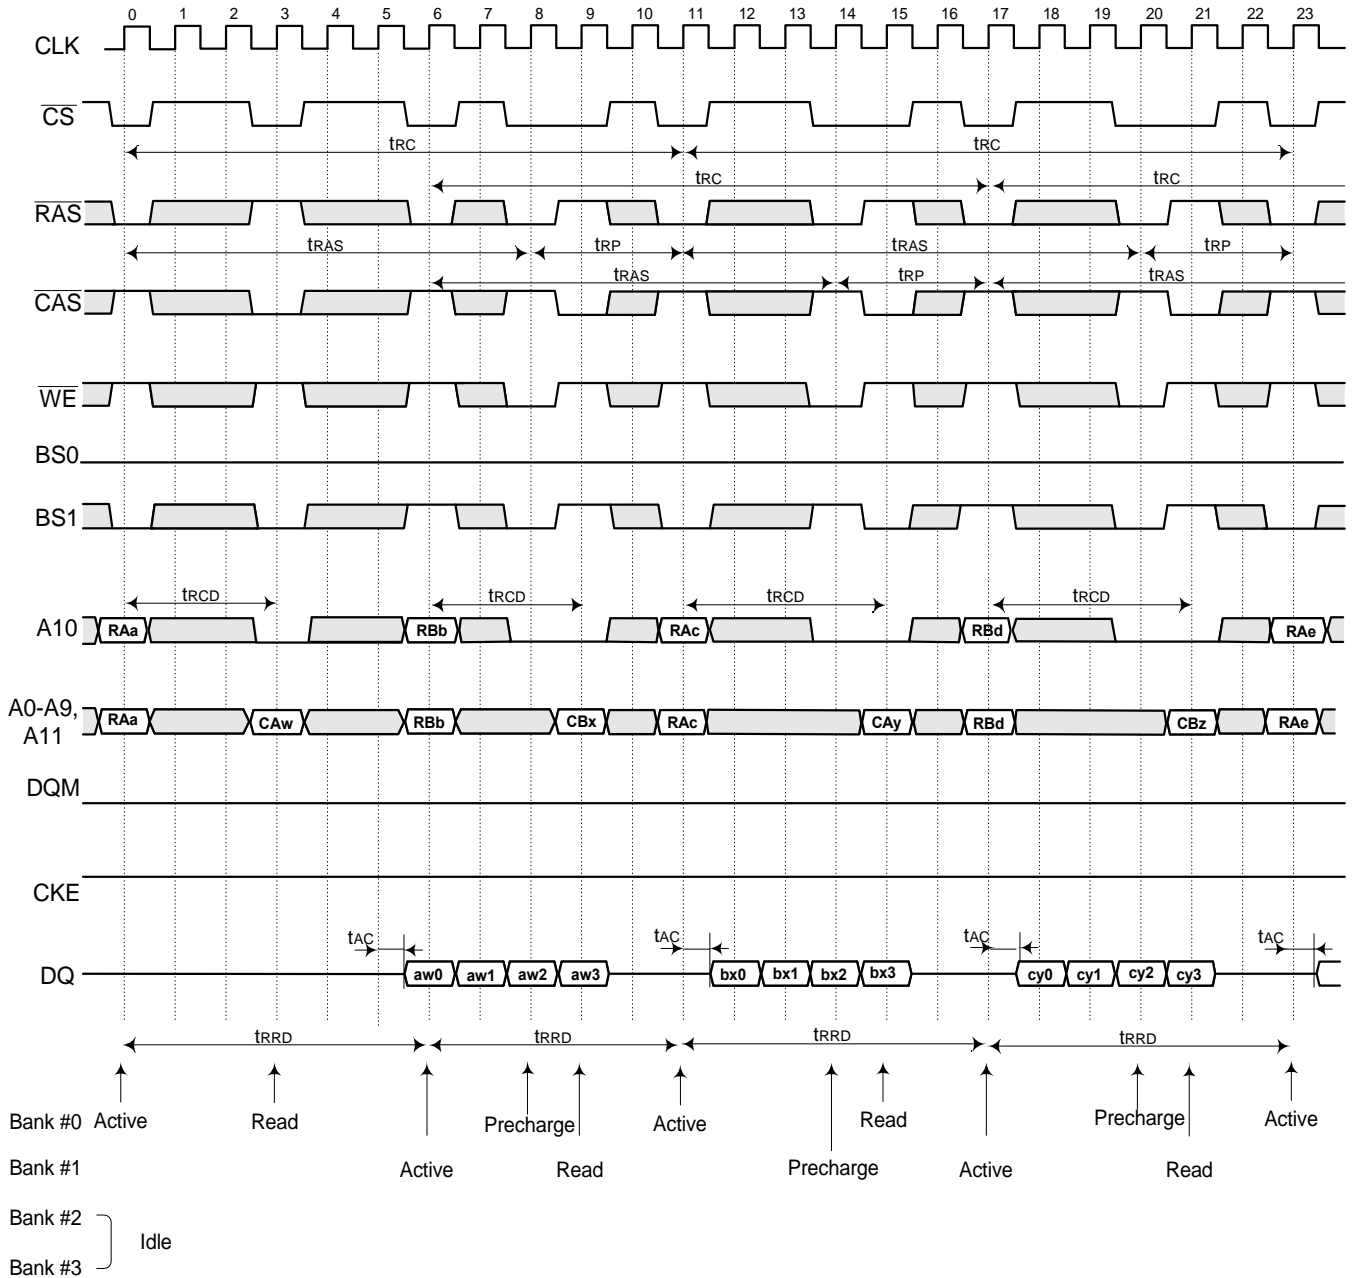 0 1 2 3 4 5 6 7 8 9 10 11 12 13 14 15 16 17 18 19 20 21 22 23
CLK
CS
tRC tRC
tRC tRC
RAS
tRAS tRP tRAS tRP
tRAS tRP tRAS
CAS
WE
BS0
BS1
tRCD tRCD tRCD tRCD
A10 RAa RBb RAc RBd RAe
A0-A9,
A11
RAa CAw RBb CBx RAc CAy RBd CBz RAe
DQM
CKE
tAC tAC tAC tAC
DQ aw0 aw1 aw2 aw3 bx0 bx1 bx2 bx3 cy0 cy1 cy2 cy3
tRRD tRRD tRRD tRRD
Bank #0 Active Read Precharge Active Read Precharge Active
Bank #1 Active Read Precharge Active Read
Bank #2
Idle
Bank #3